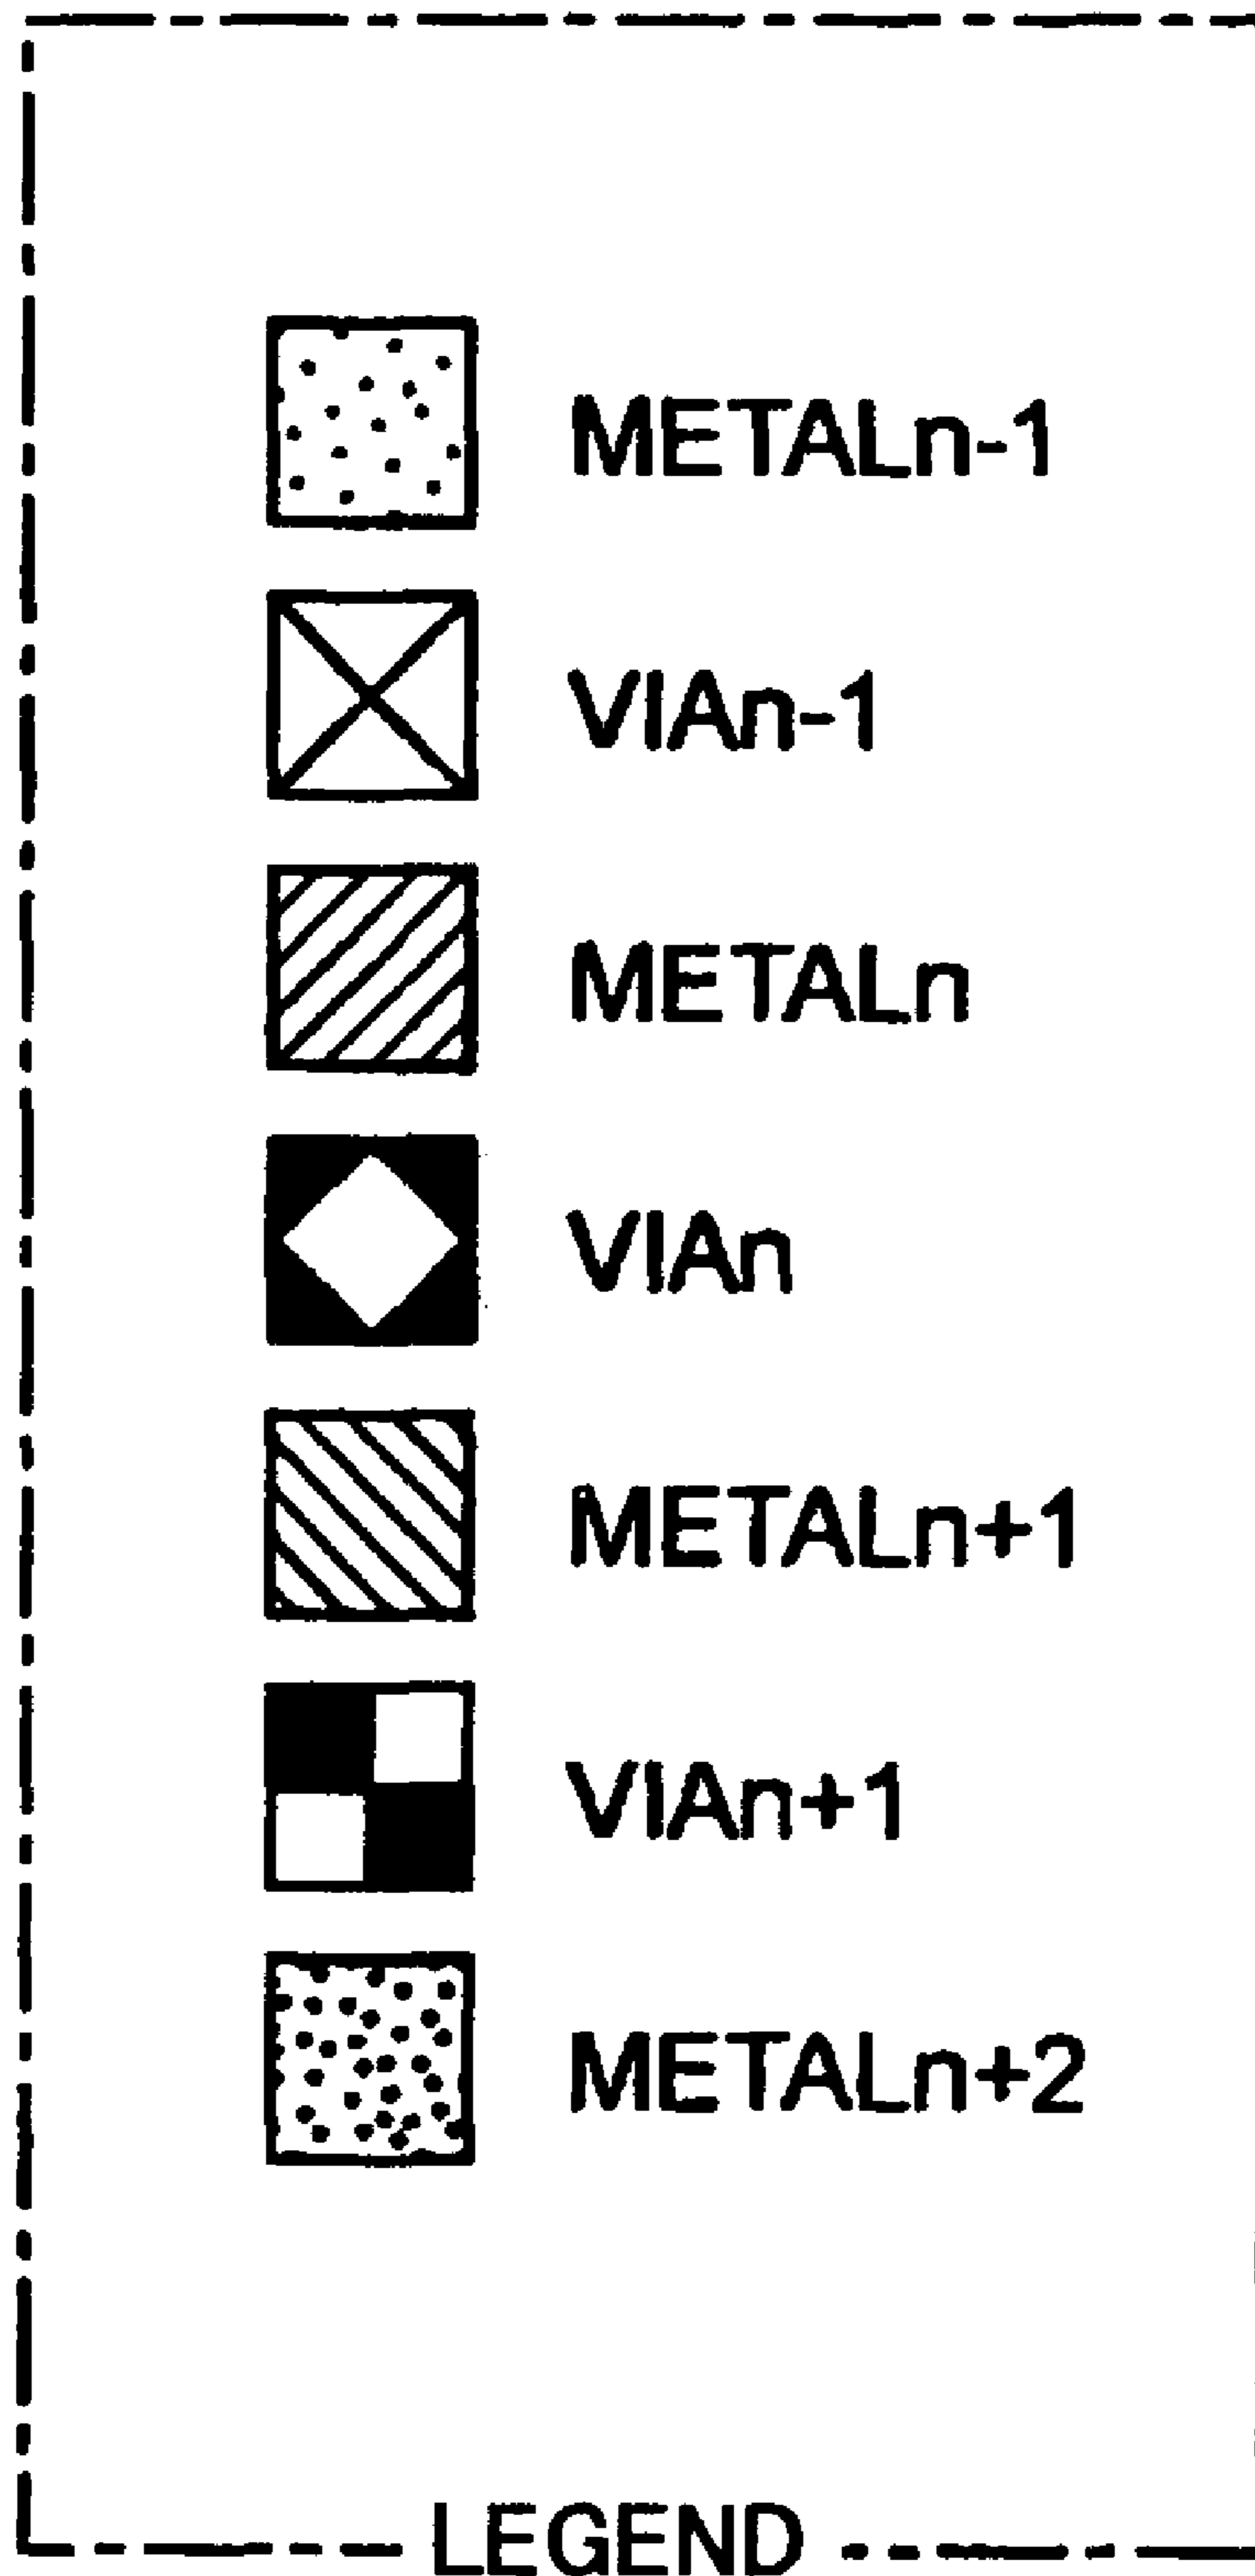 METALn-1
VIAn-1
METALn
VIAn
METALn+1
VIAn+1
METALn+2
LEGEND